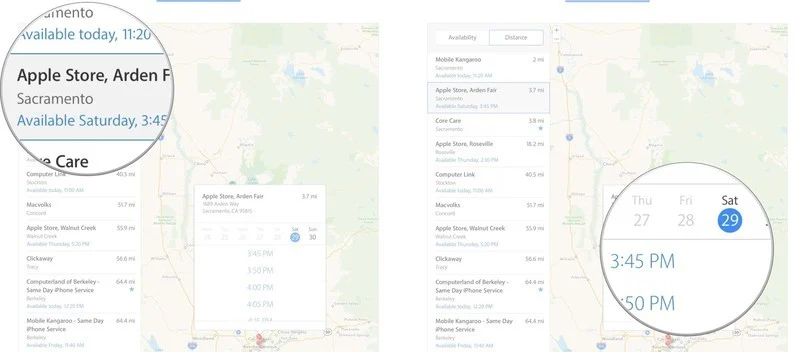 amento
Available today, 11:20
Apple Store, Arden F
Sacramento
Available Saturday, 3:45
e Care
Computer Link 40.5 mi
Stockton
Available today, 11:00 AM
Macvolks 51.7 mi
Concord
Apple Store, Walnut Creek 55.9 mi
Walnut Creek
Available Thursday, 5:20 PM
Clickaway 56.6 mi
Tracy
Computerland of Berkeley - 64.4 mi
Same Day iPhone Service
Berkeley
Available today, 12:20 PM
Mobile Kangaroo - Same Day 64.4 mi
iPhone Service
Berkeley
Available Friday, 11:40 AM
Apple Store, Arden Fair 3.7 mi
1689 Arden Way
Sacramento CA 95815
Sat Sun
29 30
3:45 PM
3:50 PM
4:00 PM
4:05 PM
4:15 PM
Availability Distance
Mobile Kangaroo 2 mi
Sacramento
Available today, 11:20 AM
Apple Store, Arden Fair 3.7 mi
Sacramento
Available Saturday, 3:45 PM
Core Care 3.8 mi
Sacramento
Apple Store, Roseville 18.2 mi
Roseville
Available Thursday, 2:16 PM
Computer Link 40.5 mi
Stockton
Available today, 11:00 AM
Macvolks 51.7 mi
Concord
Apple Store, Walnut Creek 55.9 mi
Walnut Creek
Available Thursday, 5:20 PM
Clickaway 56.6 mi
Tracy
Computerland of Berkeley - 64.4 mi
Same Day iPhone Service
Berkeley
Available today, 12:20 PM
Mobile Kangaroo - Same Day 64.4 mi
iPhone Service
Berkeley
Available Friday, 11:40 AM
Thu Fri Sat
27 28 29
3:45 PM
:50 PM